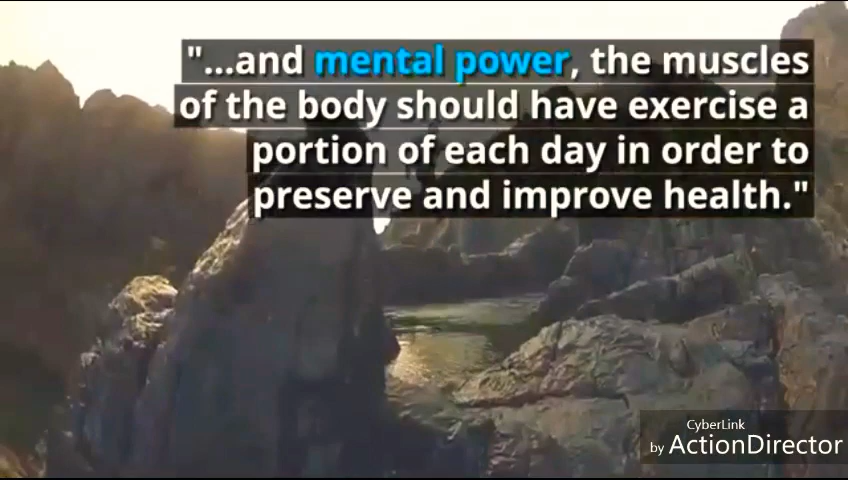 "...and mental power, the muscles
of the body should have exercise a
portion of each day in order to
preserve and improve health."
CyberLink
by ActionDirector